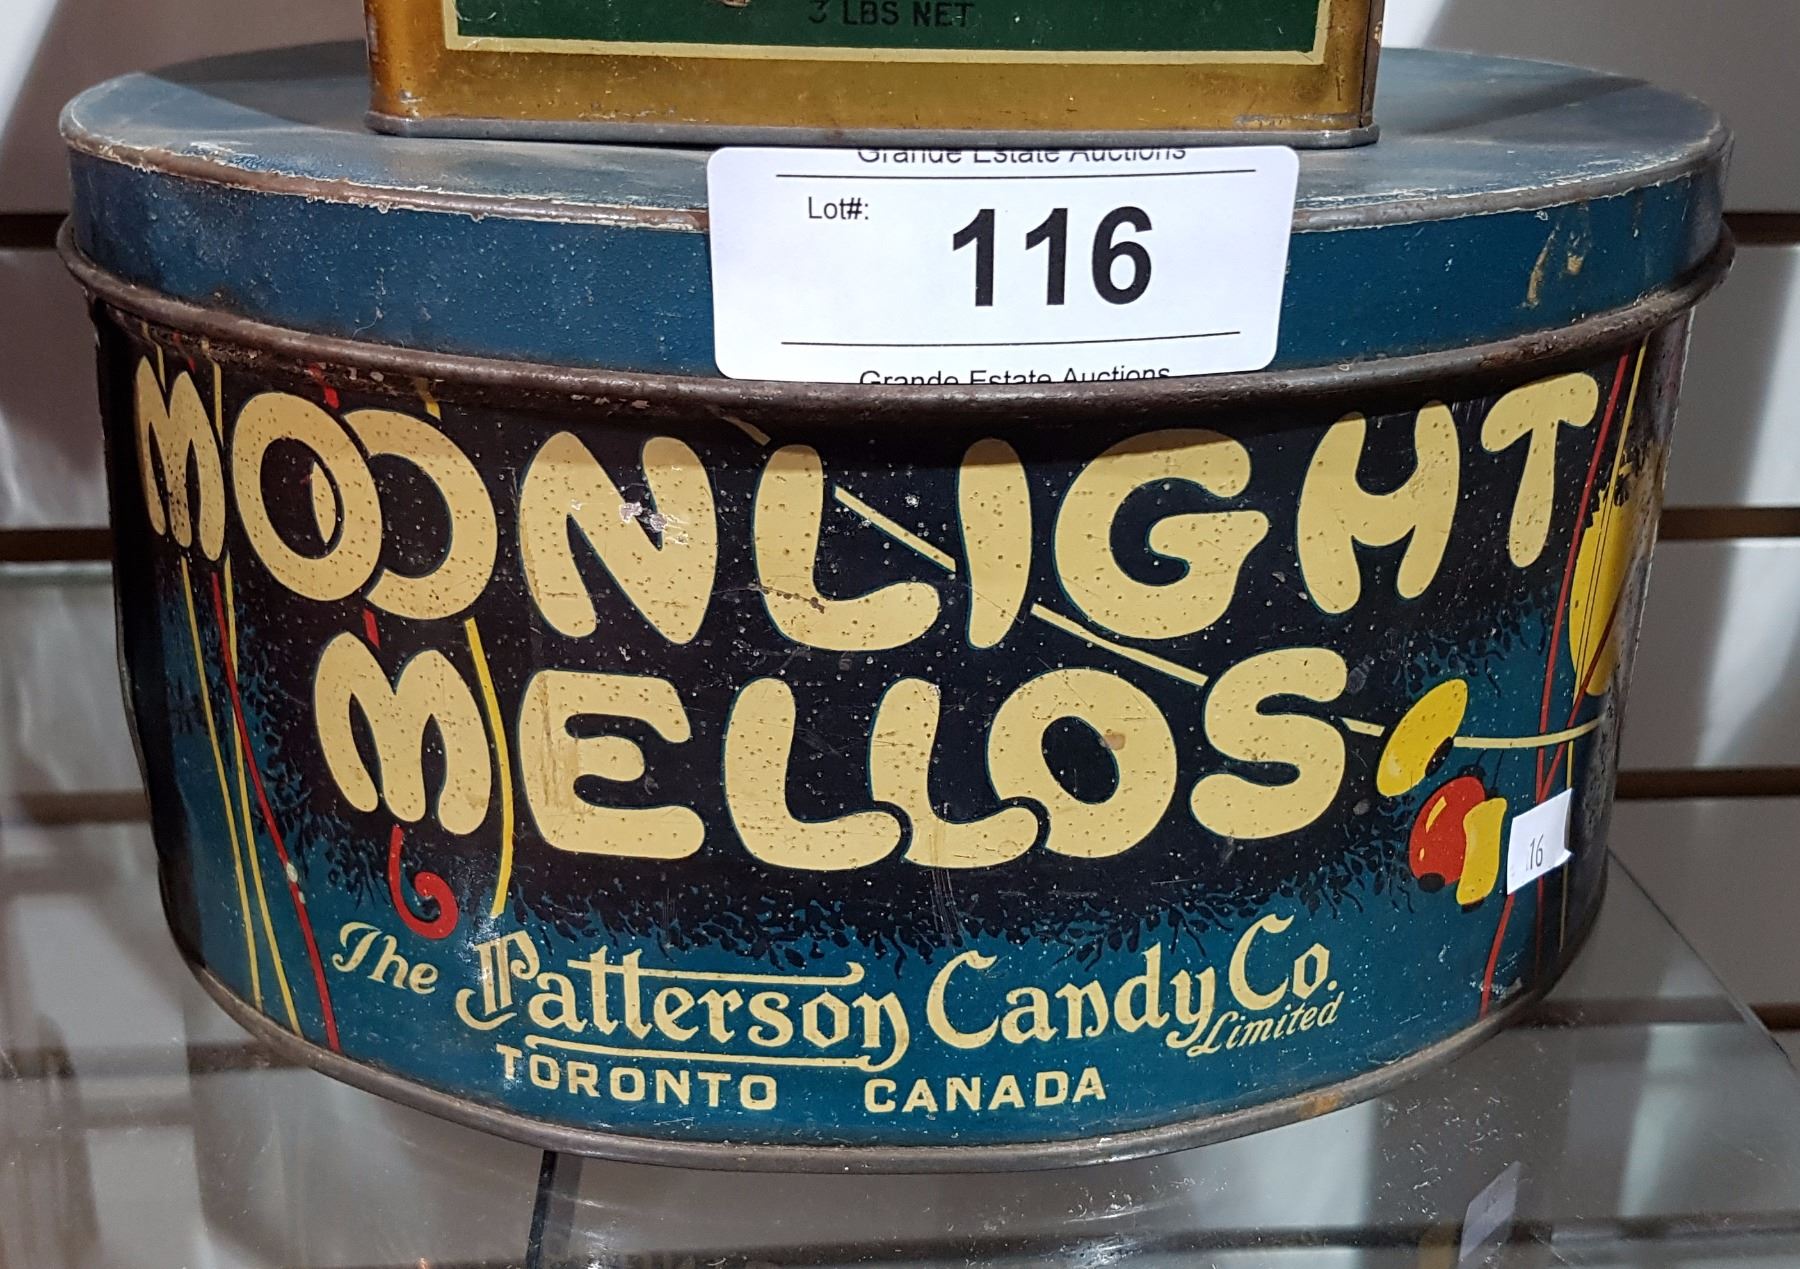 3 LBS NET
Grande Estate Auctions
Lot#:
116
Grande Estate Auctions
MOONLIGHT
MELLOS
16
The Patterson Candy Co.
Limited
TORONTO CANADA